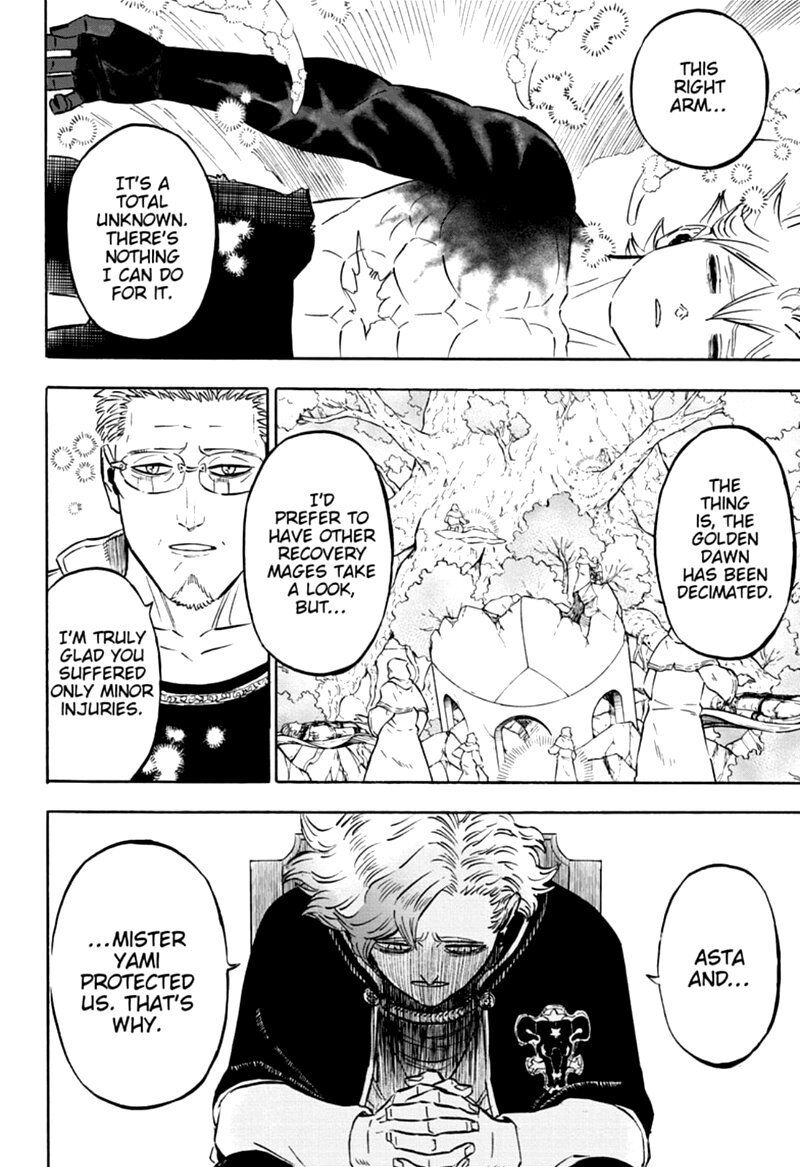 THIS
RIGHT
ARM...
IT'S A
TOTAL
UNKNOWN.
THERE'S
NOTHING
I CAN DO
FOR IT.
THE
THING
IS, THE
GOLDEN
DAWN
HAS BEEN
DECIMATED.
I'D
PREFER TO
HAVE OTHER
RECOVERY
MAGES TAKE
A LOOK,
BUT...
I'M TRULY
GLAD YOU
SUFFERED
ONLY MINOR
INJURIES.
ASTA
AND...
...MISTER
YAMI
PROTECTED
US. THAT'S
WHY.